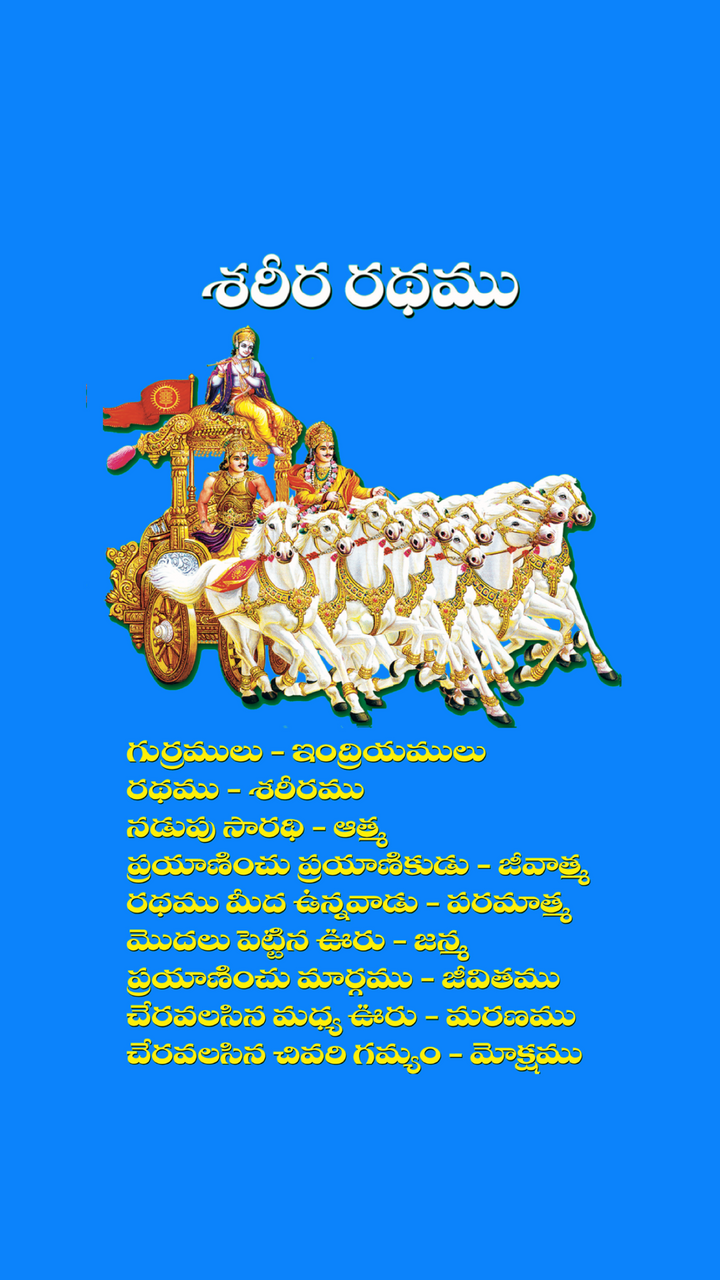 శరీర రథము
గుర్రములు - ఇంద్రియములు
రథము - శరీరము
నడుపు సారథి - ఆత్మ
ప్రయాణించు ప్రయాణికుడు - జీవాత్మ
రథము మీద ఉన్నవాడు - పరమాత్మ
మొదలు పెట్టిన ఊరు - జన్మ
ప్రయాణించు మార్గము - జీవితము
చేరవలసిన మధ్య ఊరు - మరణము
చేరవలసిన చివరి గమ్యం - మోక్షము